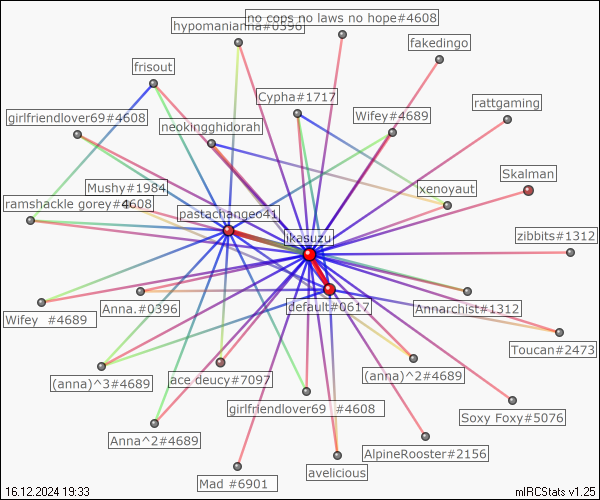 no cops no laws no hope#4608
hypomanianna#0396
fakedingo
frisout
Cypha#1717
rattgaming
girlfriendlover69#4608
Wifey#4689
neokingghidorah
Skalman
Mushy#1984
xenoyaut
ramshackle gorey#4608
pastachangeo41
ikasuzu
zibbits#1312
Anna.#0396
default#0617
Annarchist#1312
Wifey  #4689
Toucan#2473
(anna)^3#4689
ace deucy#7097
(anna)^2#4689
girlfriendlover69  #4608
Soxy Foxy#5076
Anna^2#4689
AlpineRooster#2156
avelicious
Mad #6901
16.12.2024 19:33
mIRCStats v1.25